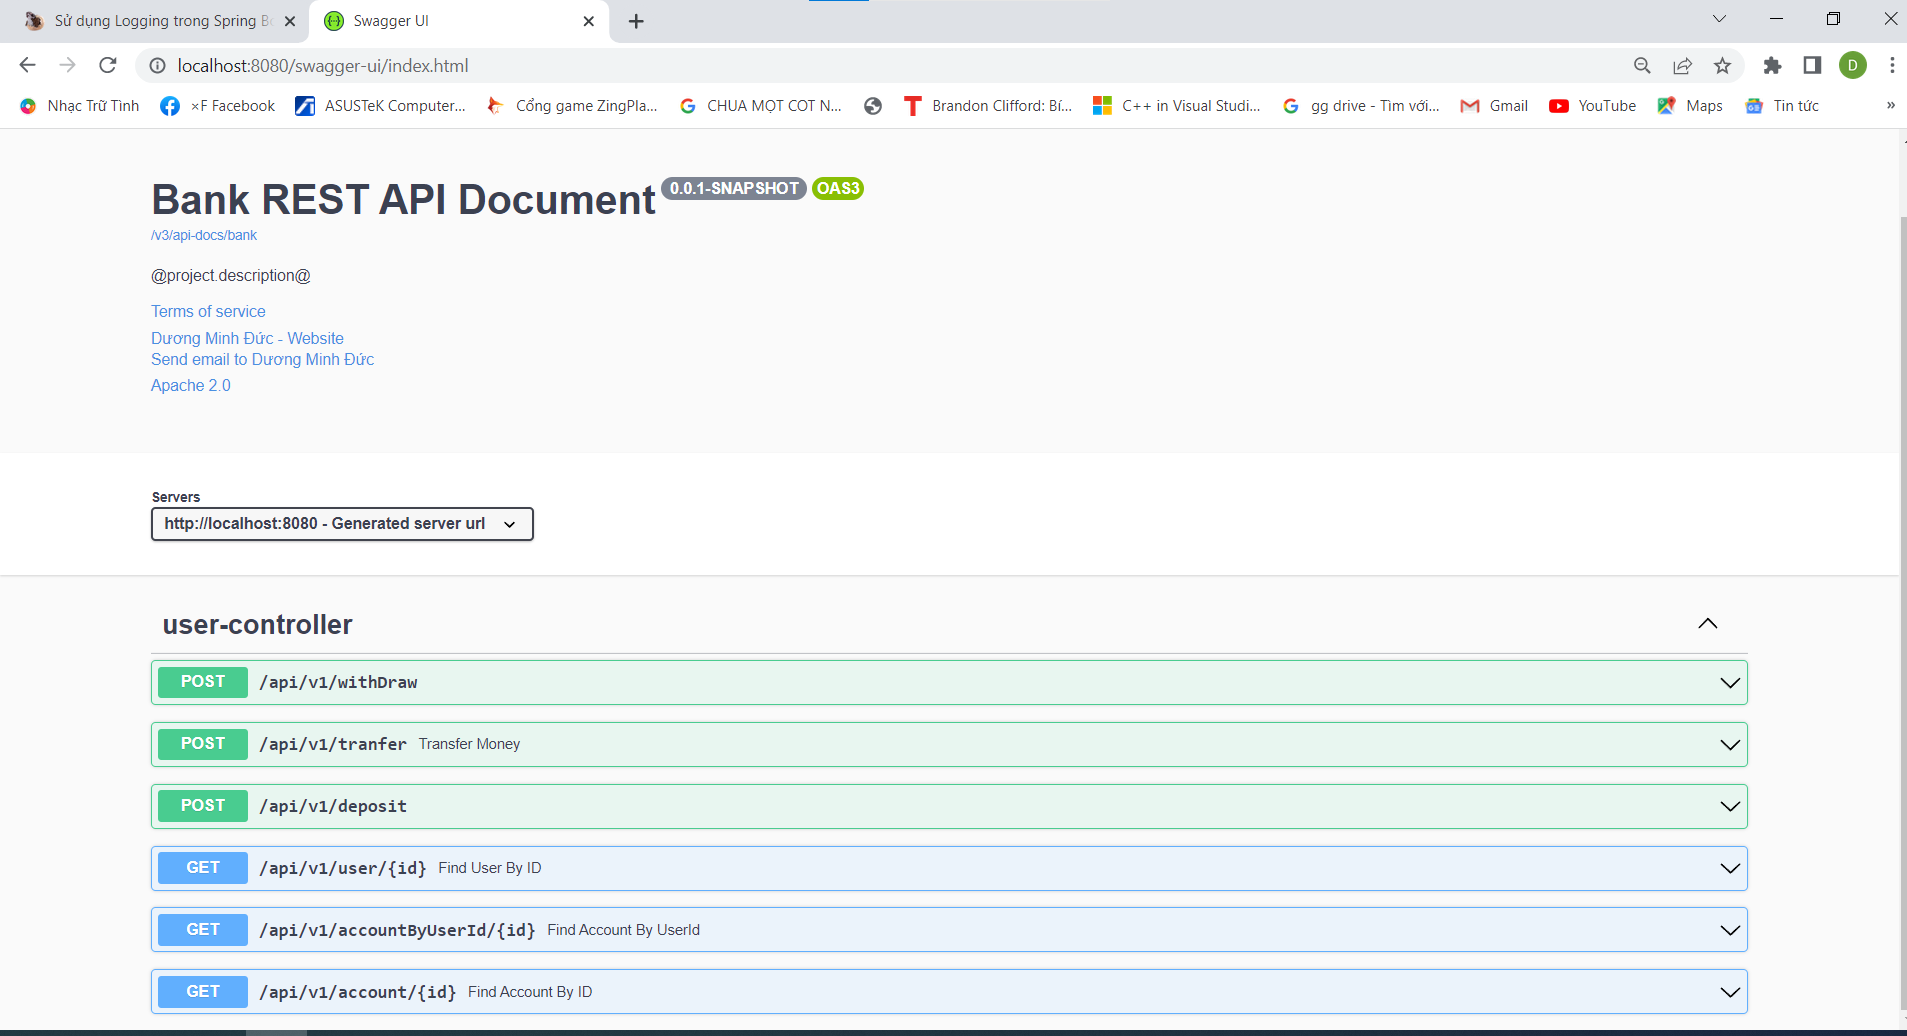 Sử dụng Logging trong Spring Bo
Swagger UI
localhost:8080/swagger-ui/index.html
D
Nhạc Trữ Tình
×F Facebook
ASUSTeK Computer...
Cổng game ZingPla...
CHUA MỘT CỘT N...
Brandon Clifford: Bí...
C++ in Visual Studi...
gg drive - Tìm với...
Gmail
YouTube
Maps
Tin tức
»
Bank REST API Document 0.0.1-SNAPSHOT OAS3
/v3/api-docs/bank
@project.description@
Terms of service
Dương Minh Đức - Website
Send email to Dương Minh Đức
Apache 2.0
Servers
http://localhost:8080 - Generated server url
user-controller
POST /api/v1/withDraw
POST /api/v1/tranfer Transfer Money
POST /api/v1/deposit
GET /api/v1/user/{id} Find User By ID
GET /api/v1/accountByUserId/{id} Find Account By UserId
GET /api/v1/account/{id} Find Account By ID